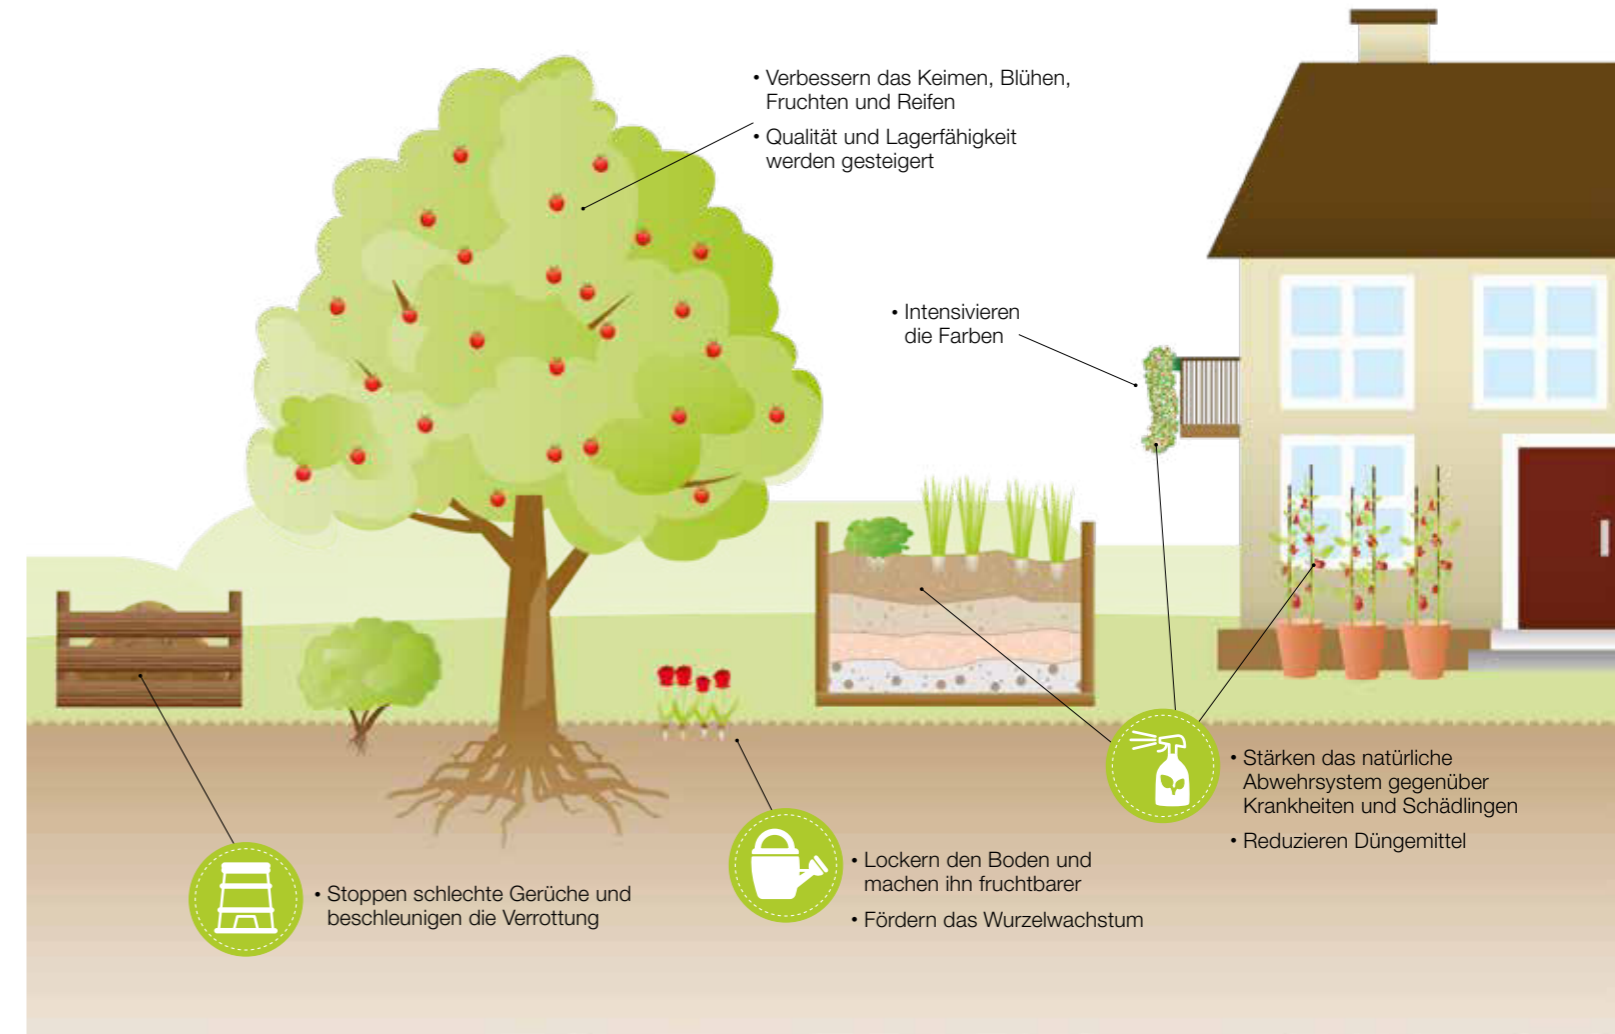 • Verbessern das Keimen, Blühen,
Fruchten und Reifen
• Qualität und Lagerfähigkeit
werden gesteigert
• Intensivieren
die Farben
• Stärken das natürliche
Abwehrsystem gegenüber
Krankheiten und Schädlingen
• Reduzieren Düngemittel
• Lockern den Boden und
machen ihn fruchtbarer
• Fördern das Wurzelwachstum
• Stoppen schlechte Gerüche und
beschleunigen die Verrottung